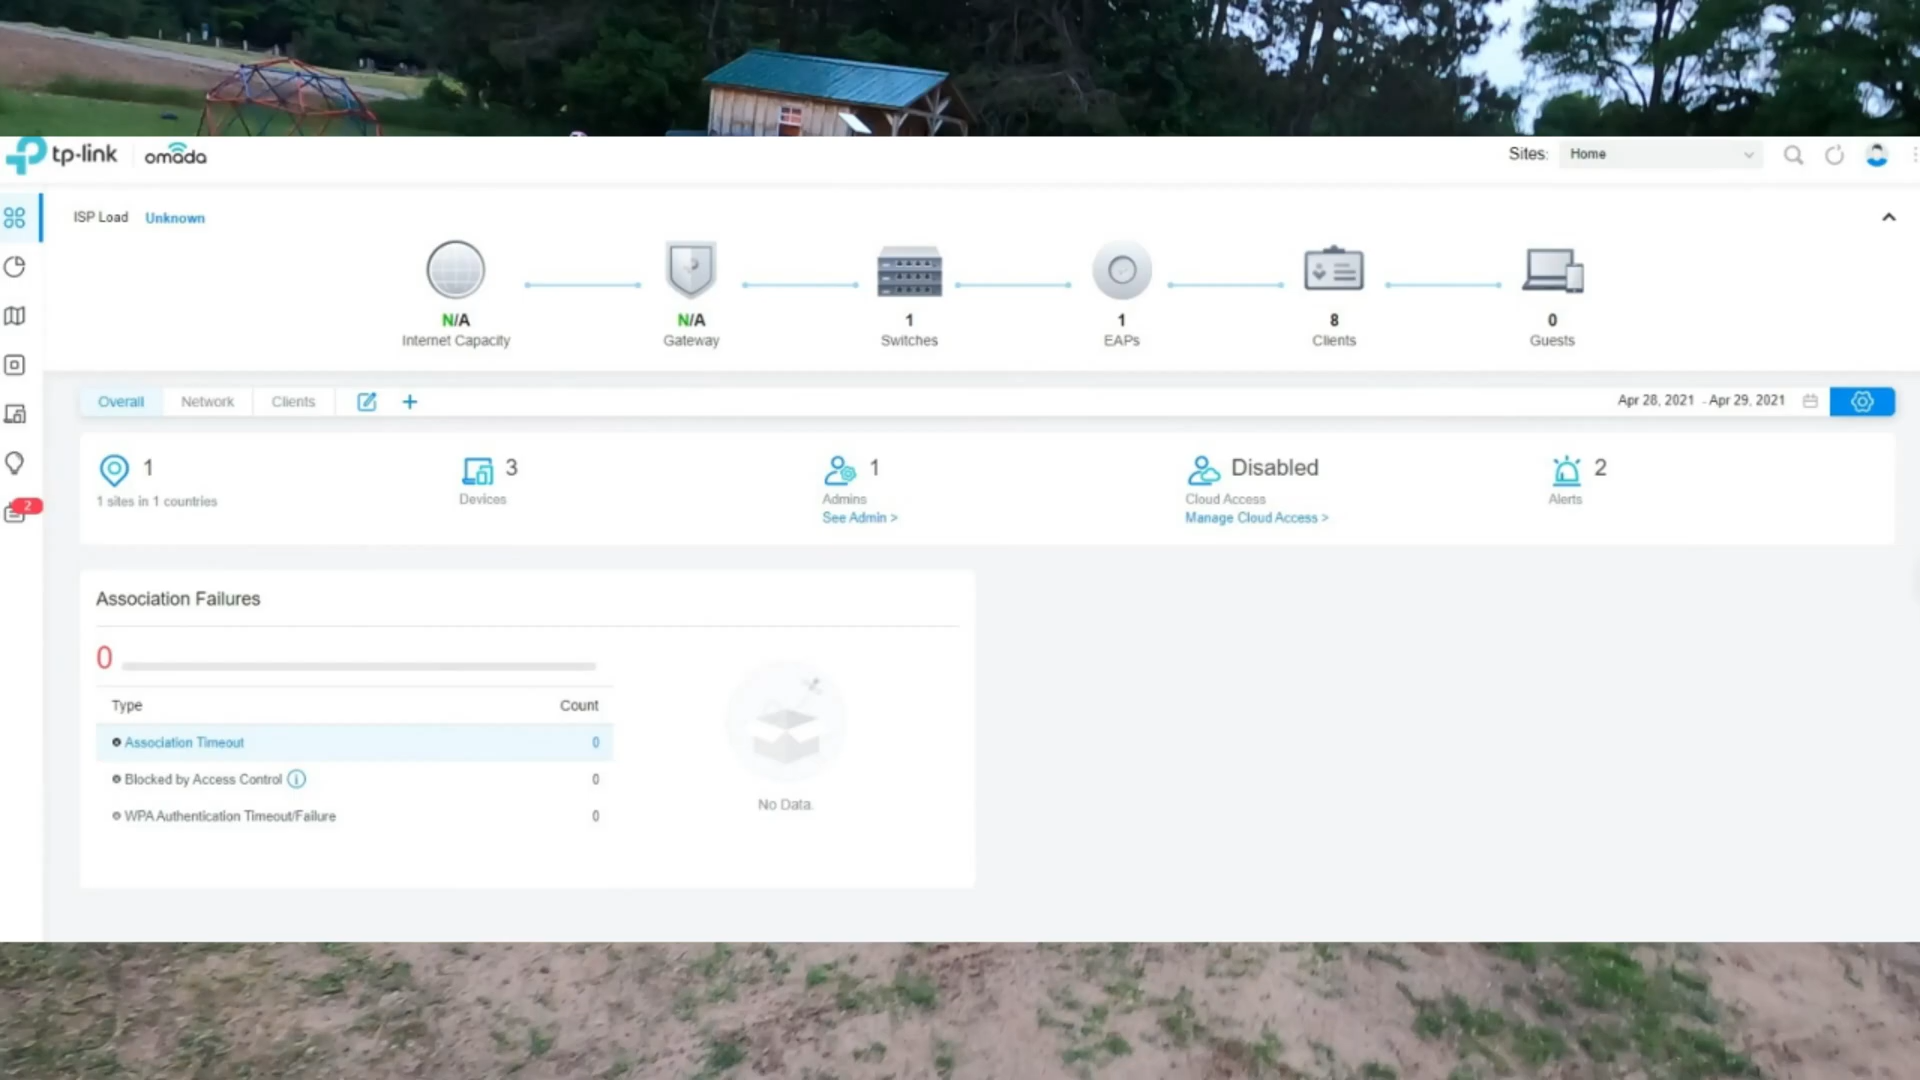 tp-link omada
Sites: Home
ISP Load Unknown
N/A
Internet Capacity
N/A
Gateway
1
Switches
1
EAPs
8
Clients
0
Guests
Overall Network Clients +
Apr 28, 2021 - Apr 29, 2021
1
1 sites in 1 countries
3
Devices
1
Admins
See Admin >
Disabled
Cloud Access
Manage Cloud Access >
2
Alerts
2
Association Failures
0
Type Count
Association Timeout 0
Blocked by Access Control i 0
WPA Authentication Timeout/Failure 0
No Data.